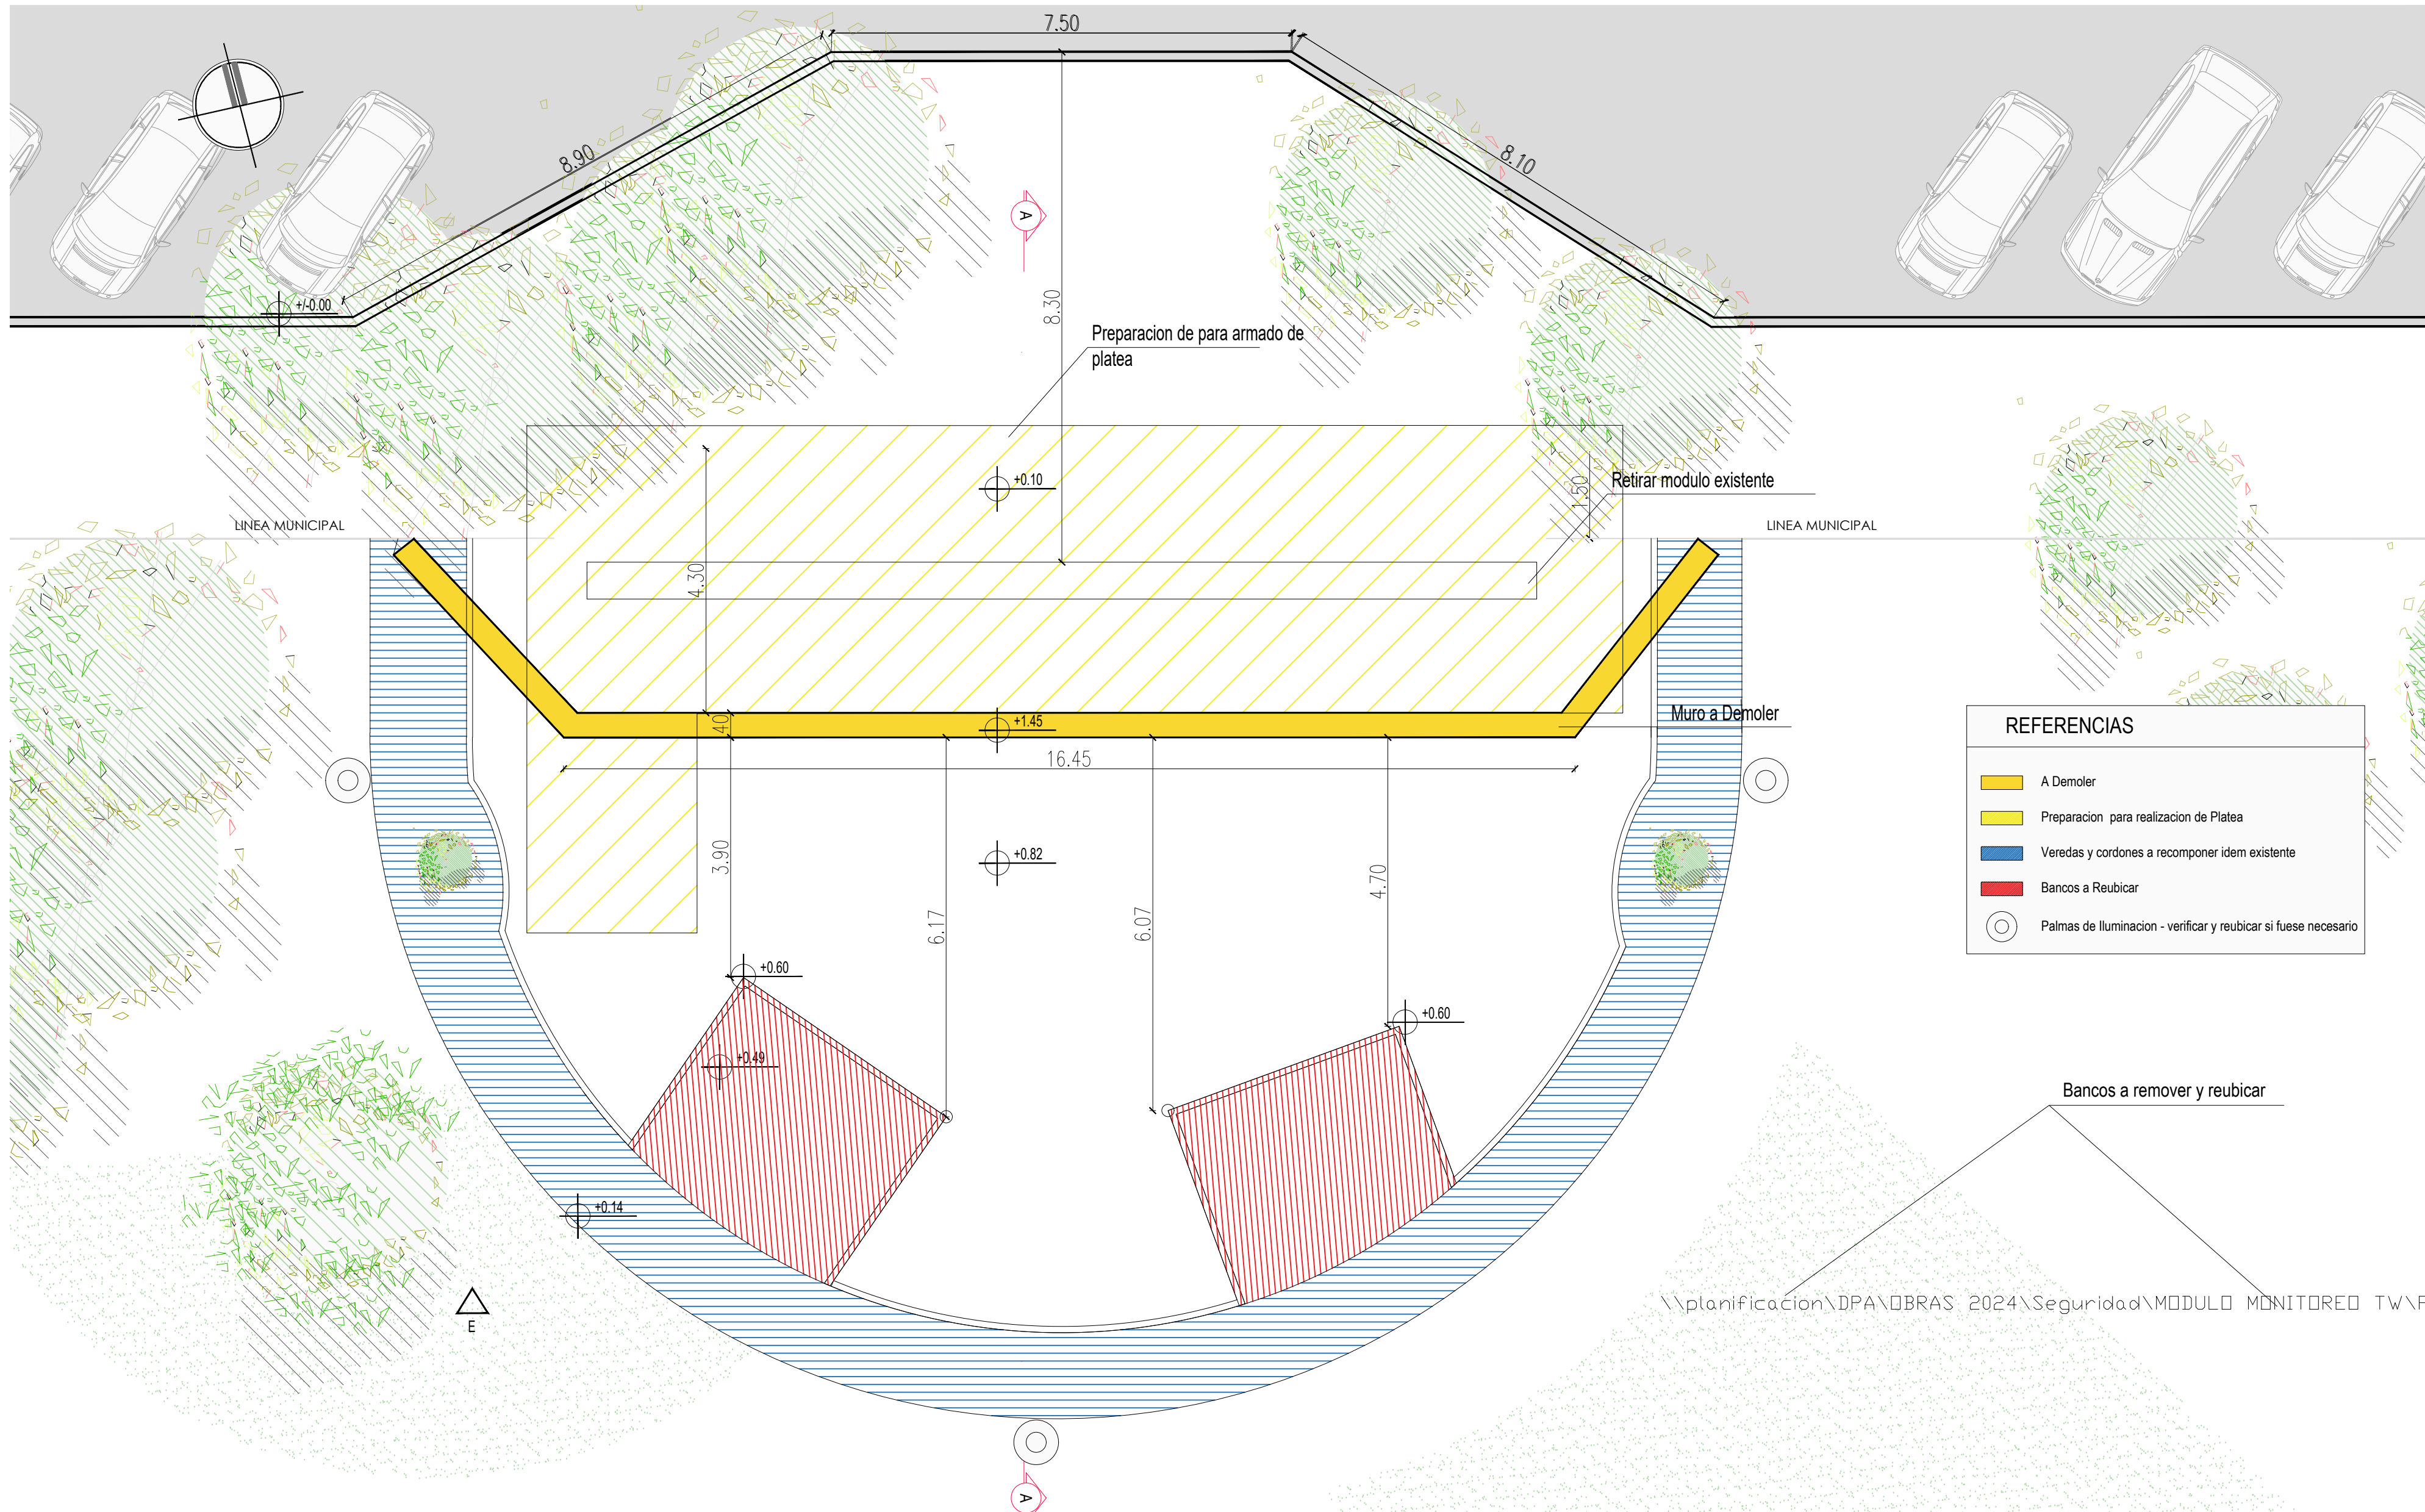 7.50
8.90
8.10
A
+/-0.00
8.30
Preparacion de para armado de
platea
+0.10
1.50
Retirar modulo existente
LINEA MUNICIPAL
LINEA MUNICIPAL
4.30
40
+1.45
Muro a Demoler
16.45
REFERENCIAS
A Demoler
Preparacion para realizacion de Platea
Veredas y cordones a recomponer idem existente
Bancos a Reubicar
Palmas de Iluminacion - verificar y reubicar si fuese necesario
3.90
+0.82
4.70
6.17
6.07
+0.60
+0.60
+0.49
Bancos a remover y reubicar
+0.14
E
\\planificacion\DPA\OBRAS 2024\Seguridad\MODULO MONITOREO TW\
A